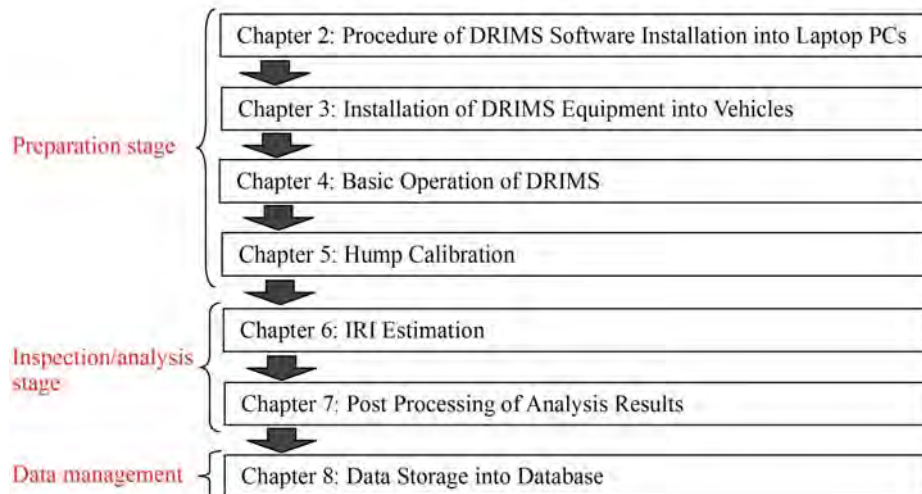 Chapter 2: Procedure of DRIMS Software Installation into Laptop PCs
Chapter 3: Installation of DRIMS Equipment into Vehicles
Preparation stage
Chapter 4: Basic Operation of DRIMS
Chapter 5: Hump Calibration
Chapter 6: IRI Estimation
Inspection/analysis
stage
Chapter 7: Post Processing of Analysis Results
Data management
Chapter 8: Data Storage into Database